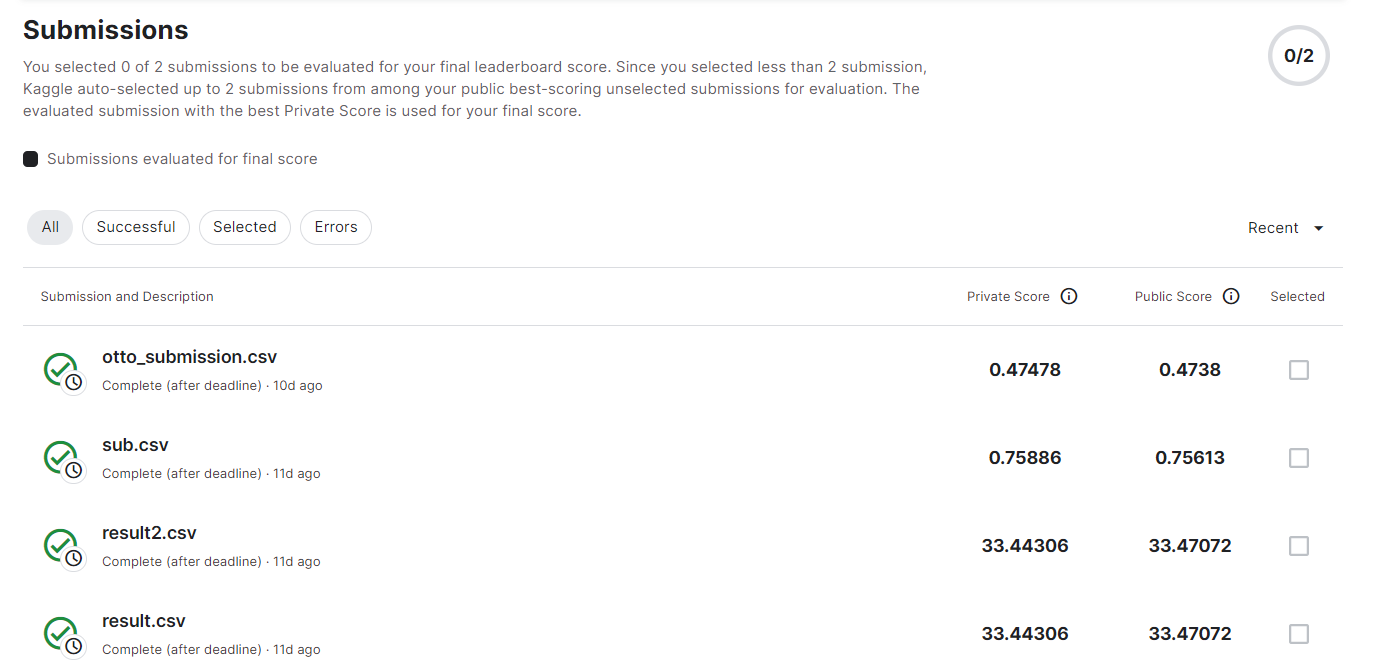 Submissions
0/2
You selected 0 of 2 submissions to be evaluated for your final leaderboard score. Since you selected less than 2 submission,
Kaggle auto-selected up to 2 submissions from among your public best-scoring unselected submissions for evaluation. The
evaluated submission with the best Private Score is used for your final score.
Submissions evaluated for final score
All Successful Selected Errors Recent
Submission and Description Private Score Public Score Selected
otto_submission.csv
Complete (after deadline) · 10d ago
0.47478 0.4738
sub.csv
Complete (after deadline) · 11d ago
0.75886 0.75613
result2.csv
Complete (after deadline) · 11d ago
33.44306 33.47072
result.csv
Complete (after deadline) · 11d ago
33.44306 33.47072